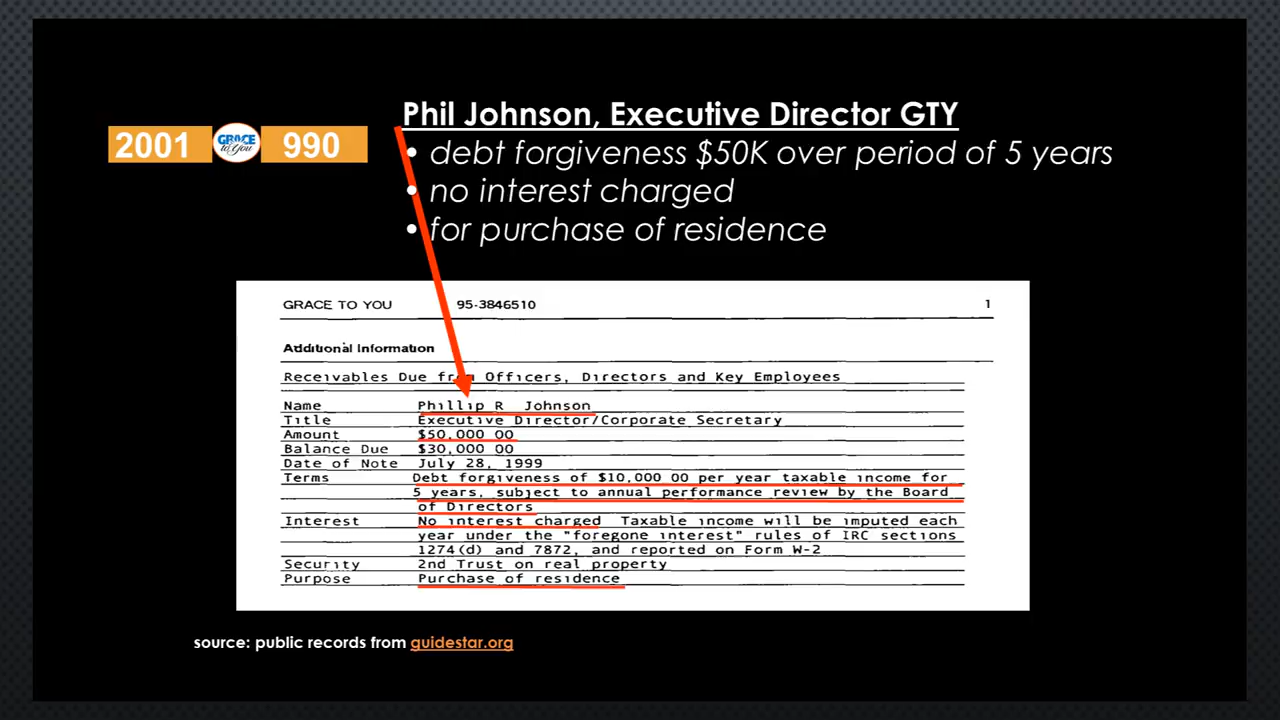 Phil Johnson, Executive Director GTY
2001 GRACE to You 990
• debt forgiveness $50K over period of 5 years
• no interest charged
• for purchase of residence
GRACE TO YOU 95-3846510 1
Additional Information
Receivables Due from Officers, Directors and Key Employees
Name Phillip R Johnson
Title Executive Director/Corporate Secretary
Amount $50,000 00
Balance Due $30,000 00
Date of Note July 28, 1999
Terms Debt forgiveness of $10,000 00 per year taxable income for
5 years, subject to annual performance review by the Board
of Directors
Interest No interest charged Taxable income will be imputed each
year under the "foregone interest" rules of IRC sections
1274(d) and 7872, and reported on Form W-2
Security 2nd Trust on real property
Purpose Purchase of residence
source: public records from guidestar.org